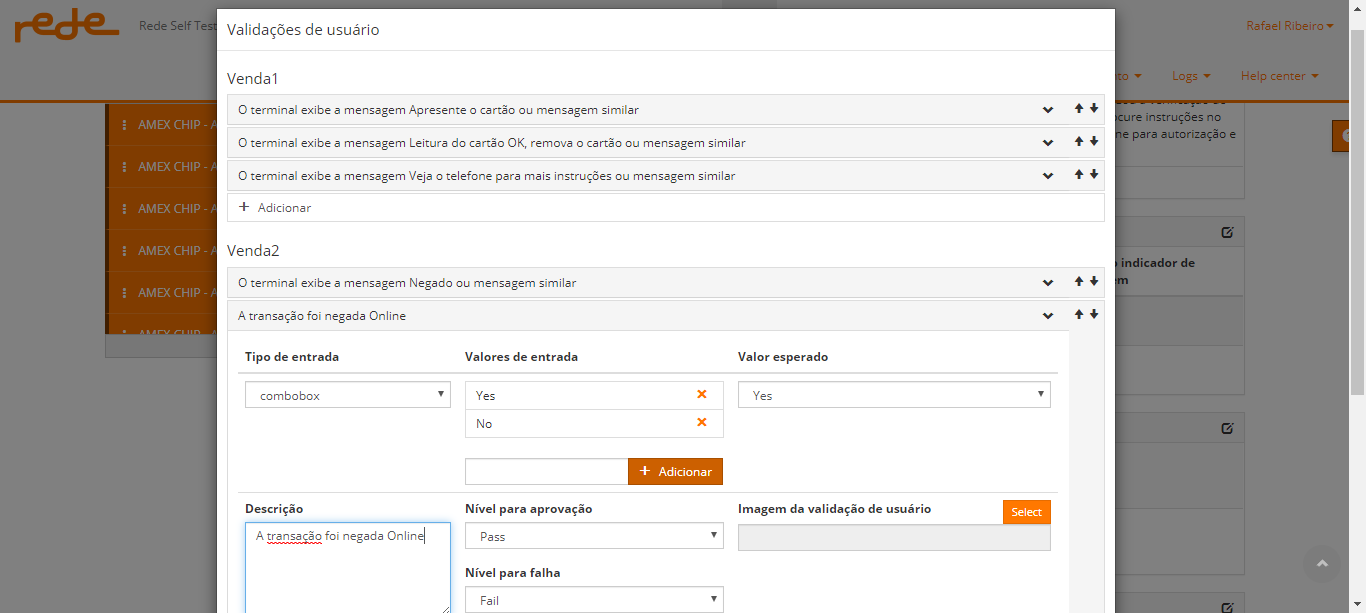 rede
Rede Self Test
Rafael Ribeiro
Logs
Help center
Validações de usuário
Venda1
O terminal exibe a mensagem Apresente o cartão ou mensagem similar
O terminal exibe a mensagem Leitura do cartão OK, remova o cartão ou mensagem similar
O terminal exibe a mensagem Veja o telefone para mais instruções ou mensagem similar
+ Adicionar
Venda2
O terminal exibe a mensagem Negado ou mensagem similar
A transação foi negada Online
Tipo de entrada Valores de entrada Valor esperado
combobox Yes Yes
No
+ Adicionar
Descrição Nível para aprovação Imagem da validação de usuário Select
A transação foi negada Online Pass
Nível para falha
Fail
AMEX CHIP - A
AMEX CHIP - A
AMEX CHIP - A
AMEX CHIP - A
AMEX CHIP - A
AMEX CHIP - A
instruções no
para autorização e
indicador de